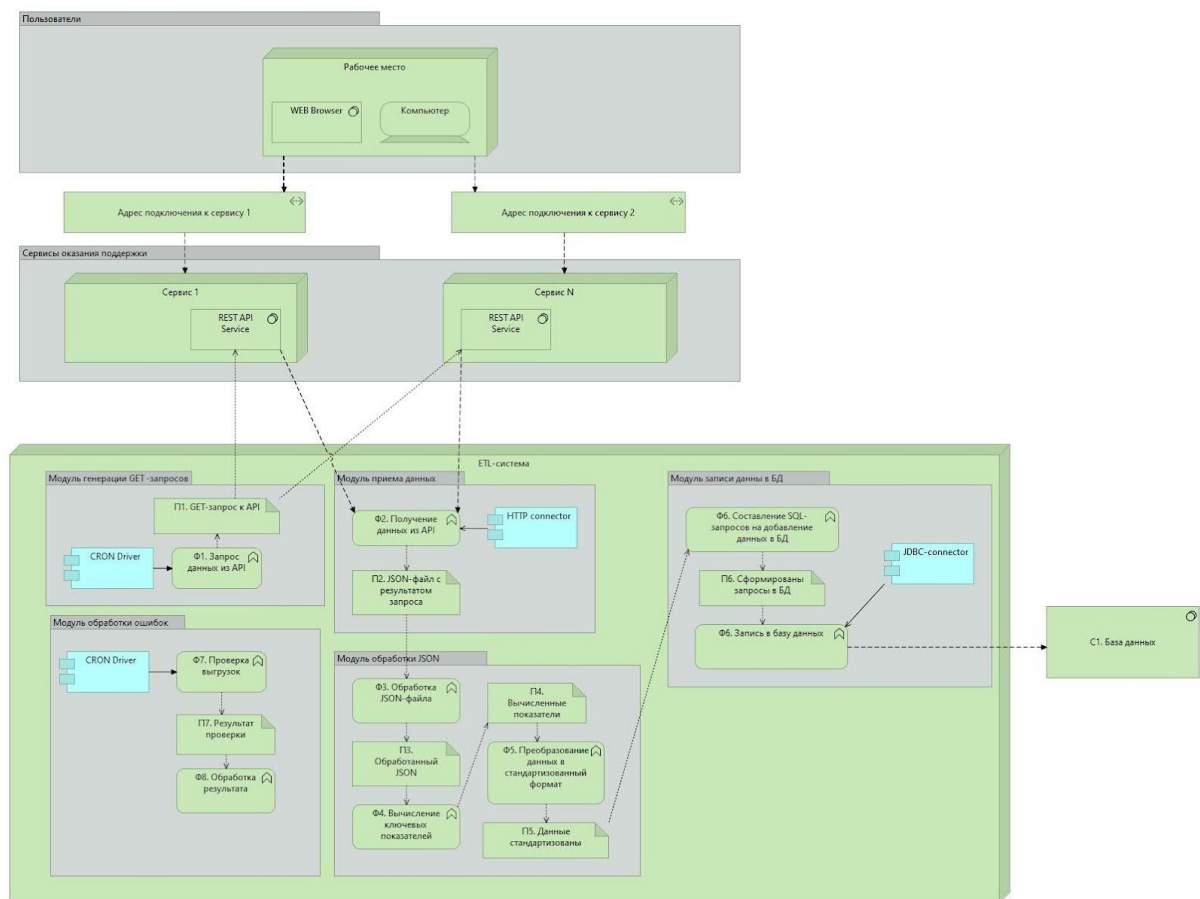 Пользователи
Рабочее место
WEB Browser
Компьютер
Адрес подключения к сервису 1
Адрес подключения к сервису 2
Сервисы оказания поддержки
Сервис 1
REST API
Service
Сервис N
REST API
Service
ETL-система
Модуль генерации GET -запросов
П1. GET-запрос к API
CRON Driver
Ф1. Запрос
данных из API
Модуль приема данных
Ф2. Получение
данных из API
HTTP connector
П2. JSON-файл с
результатом
запроса
Модуль записи данны в БД
Ф6. Составление SQL-
запросов на добавление
данных в БД
JDBC-connector
П6. Сформированы
запросы в БД
Ф6. Запись в базу данных
С1. База данных
Модуль обработки ошибок
CRON Driver
Ф7. Проверка
выгрузок
П7. Результат
проверки
Ф8. Обработка
результата
Модуль обработки JSON
Ф3. Обработка
JSON-файла
П3.
Обработанный
JSON
Ф4. Вычисление
ключевых
показателей
П4.
Вычисленные
показатели
Ф5. Преобразование
данных в
стандартизованный
формат
П5. Данные
стандартизованы